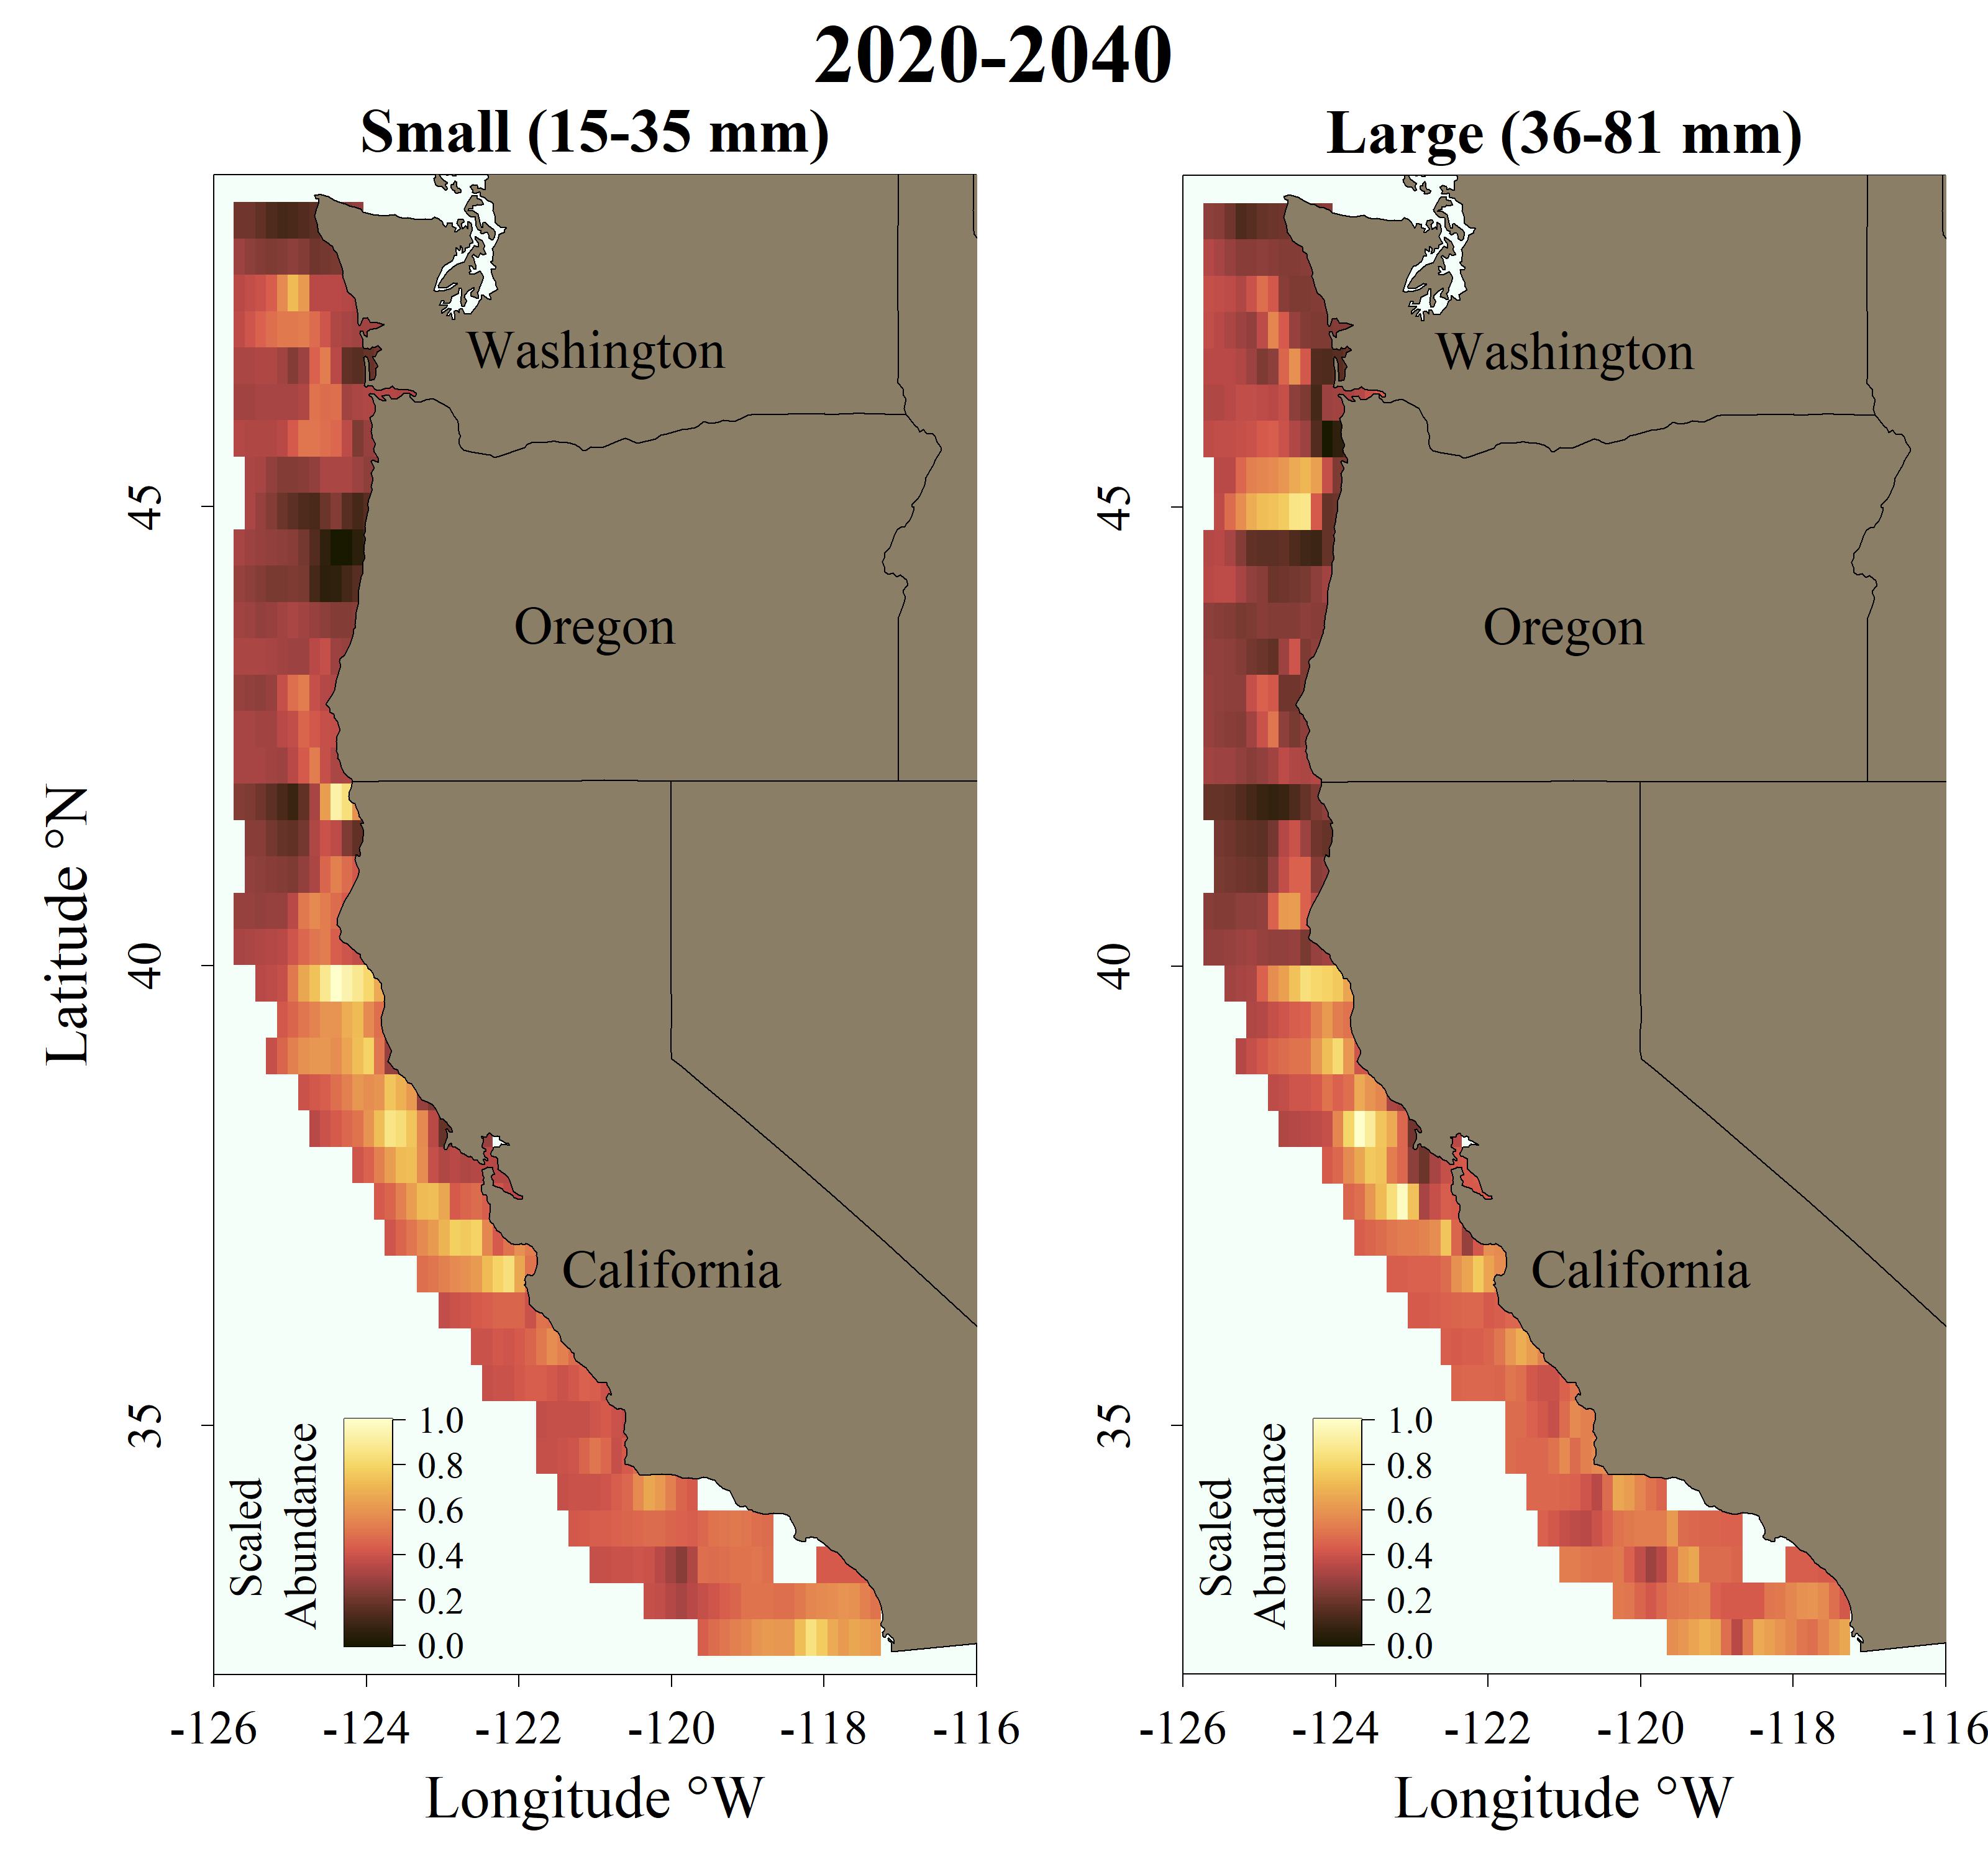 2020-2040
Small (15-35 mm)
Large (36-81 mm)
Washington
Oregon
California
Washington
Oregon
California
Latitude °N
45
40
35
45
40
35
Scaled
Abundance
1.0
0.8
0.6
0.4
0.2
0.0
Scaled
Abundance
1.0
0.8
0.6
0.4
0.2
0.0
-126 -124 -122 -120 -118 -116
-126 -124 -122 -120 -118 -116
Longitude °W
Longitude °W